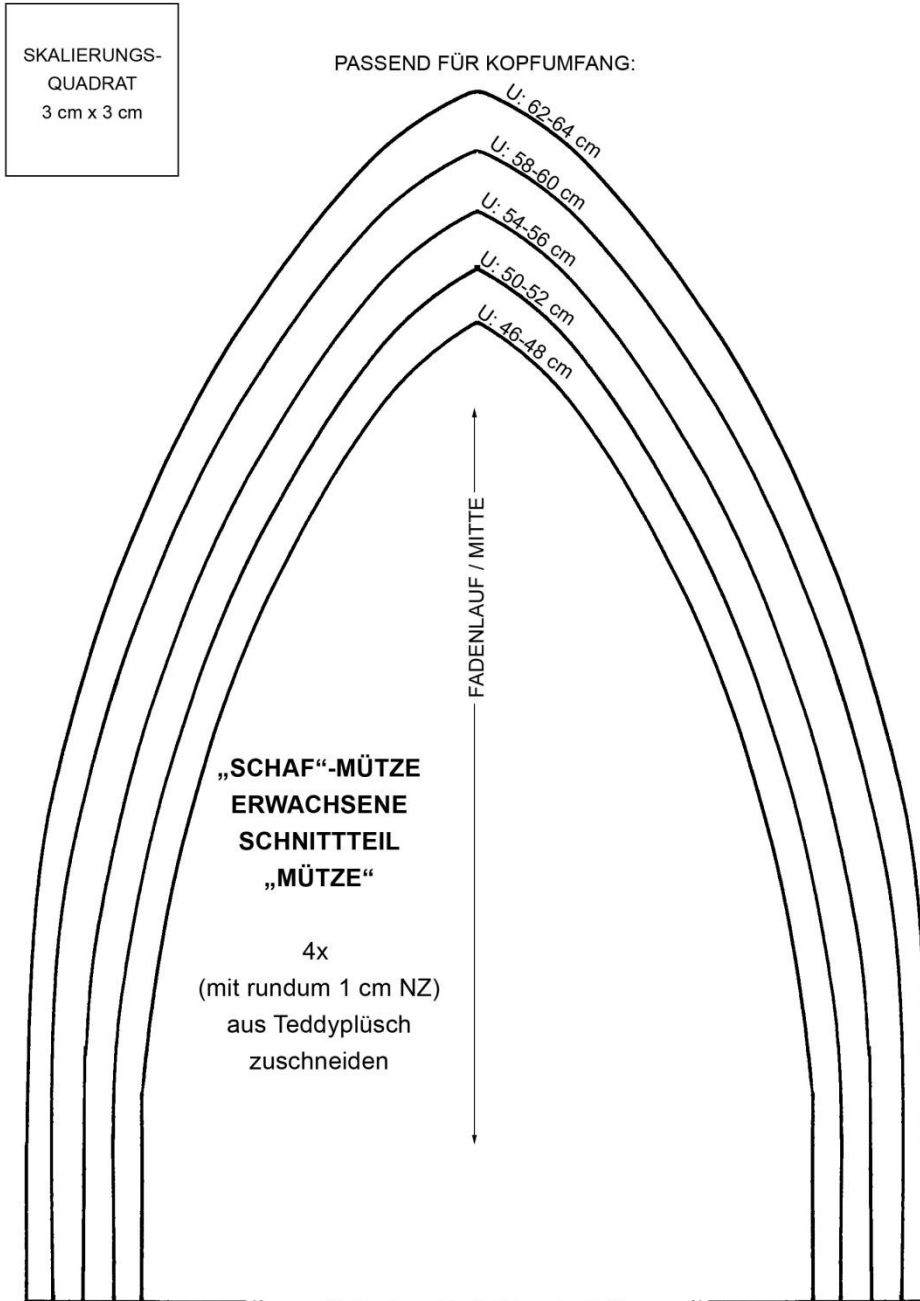 SKALIERUNGS-
QUADRAT
3 cm x 3 cm
PASSEND FÜR KOPFUMFANG:
U: 62-64 cm
U: 58-60 cm
U: 54-56 cm
U: 50-52 cm
U: 46-48 cm
FADENLAUF / MITTE
„SCHAF“-MÜTZE
ERWACHSENE
SCHNITTTEIL
„MÜTZE“
4x
(mit rundum 1 cm NZ)
aus Teddyplüsch
zuschneiden